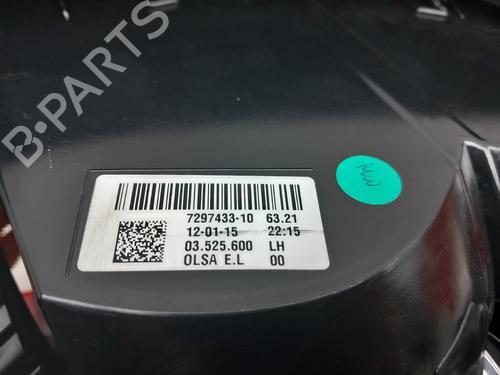 B-PARTS
7297433-10 63.21
12-01-15 22:15
03.525.600 LH
OLSA E.L 00